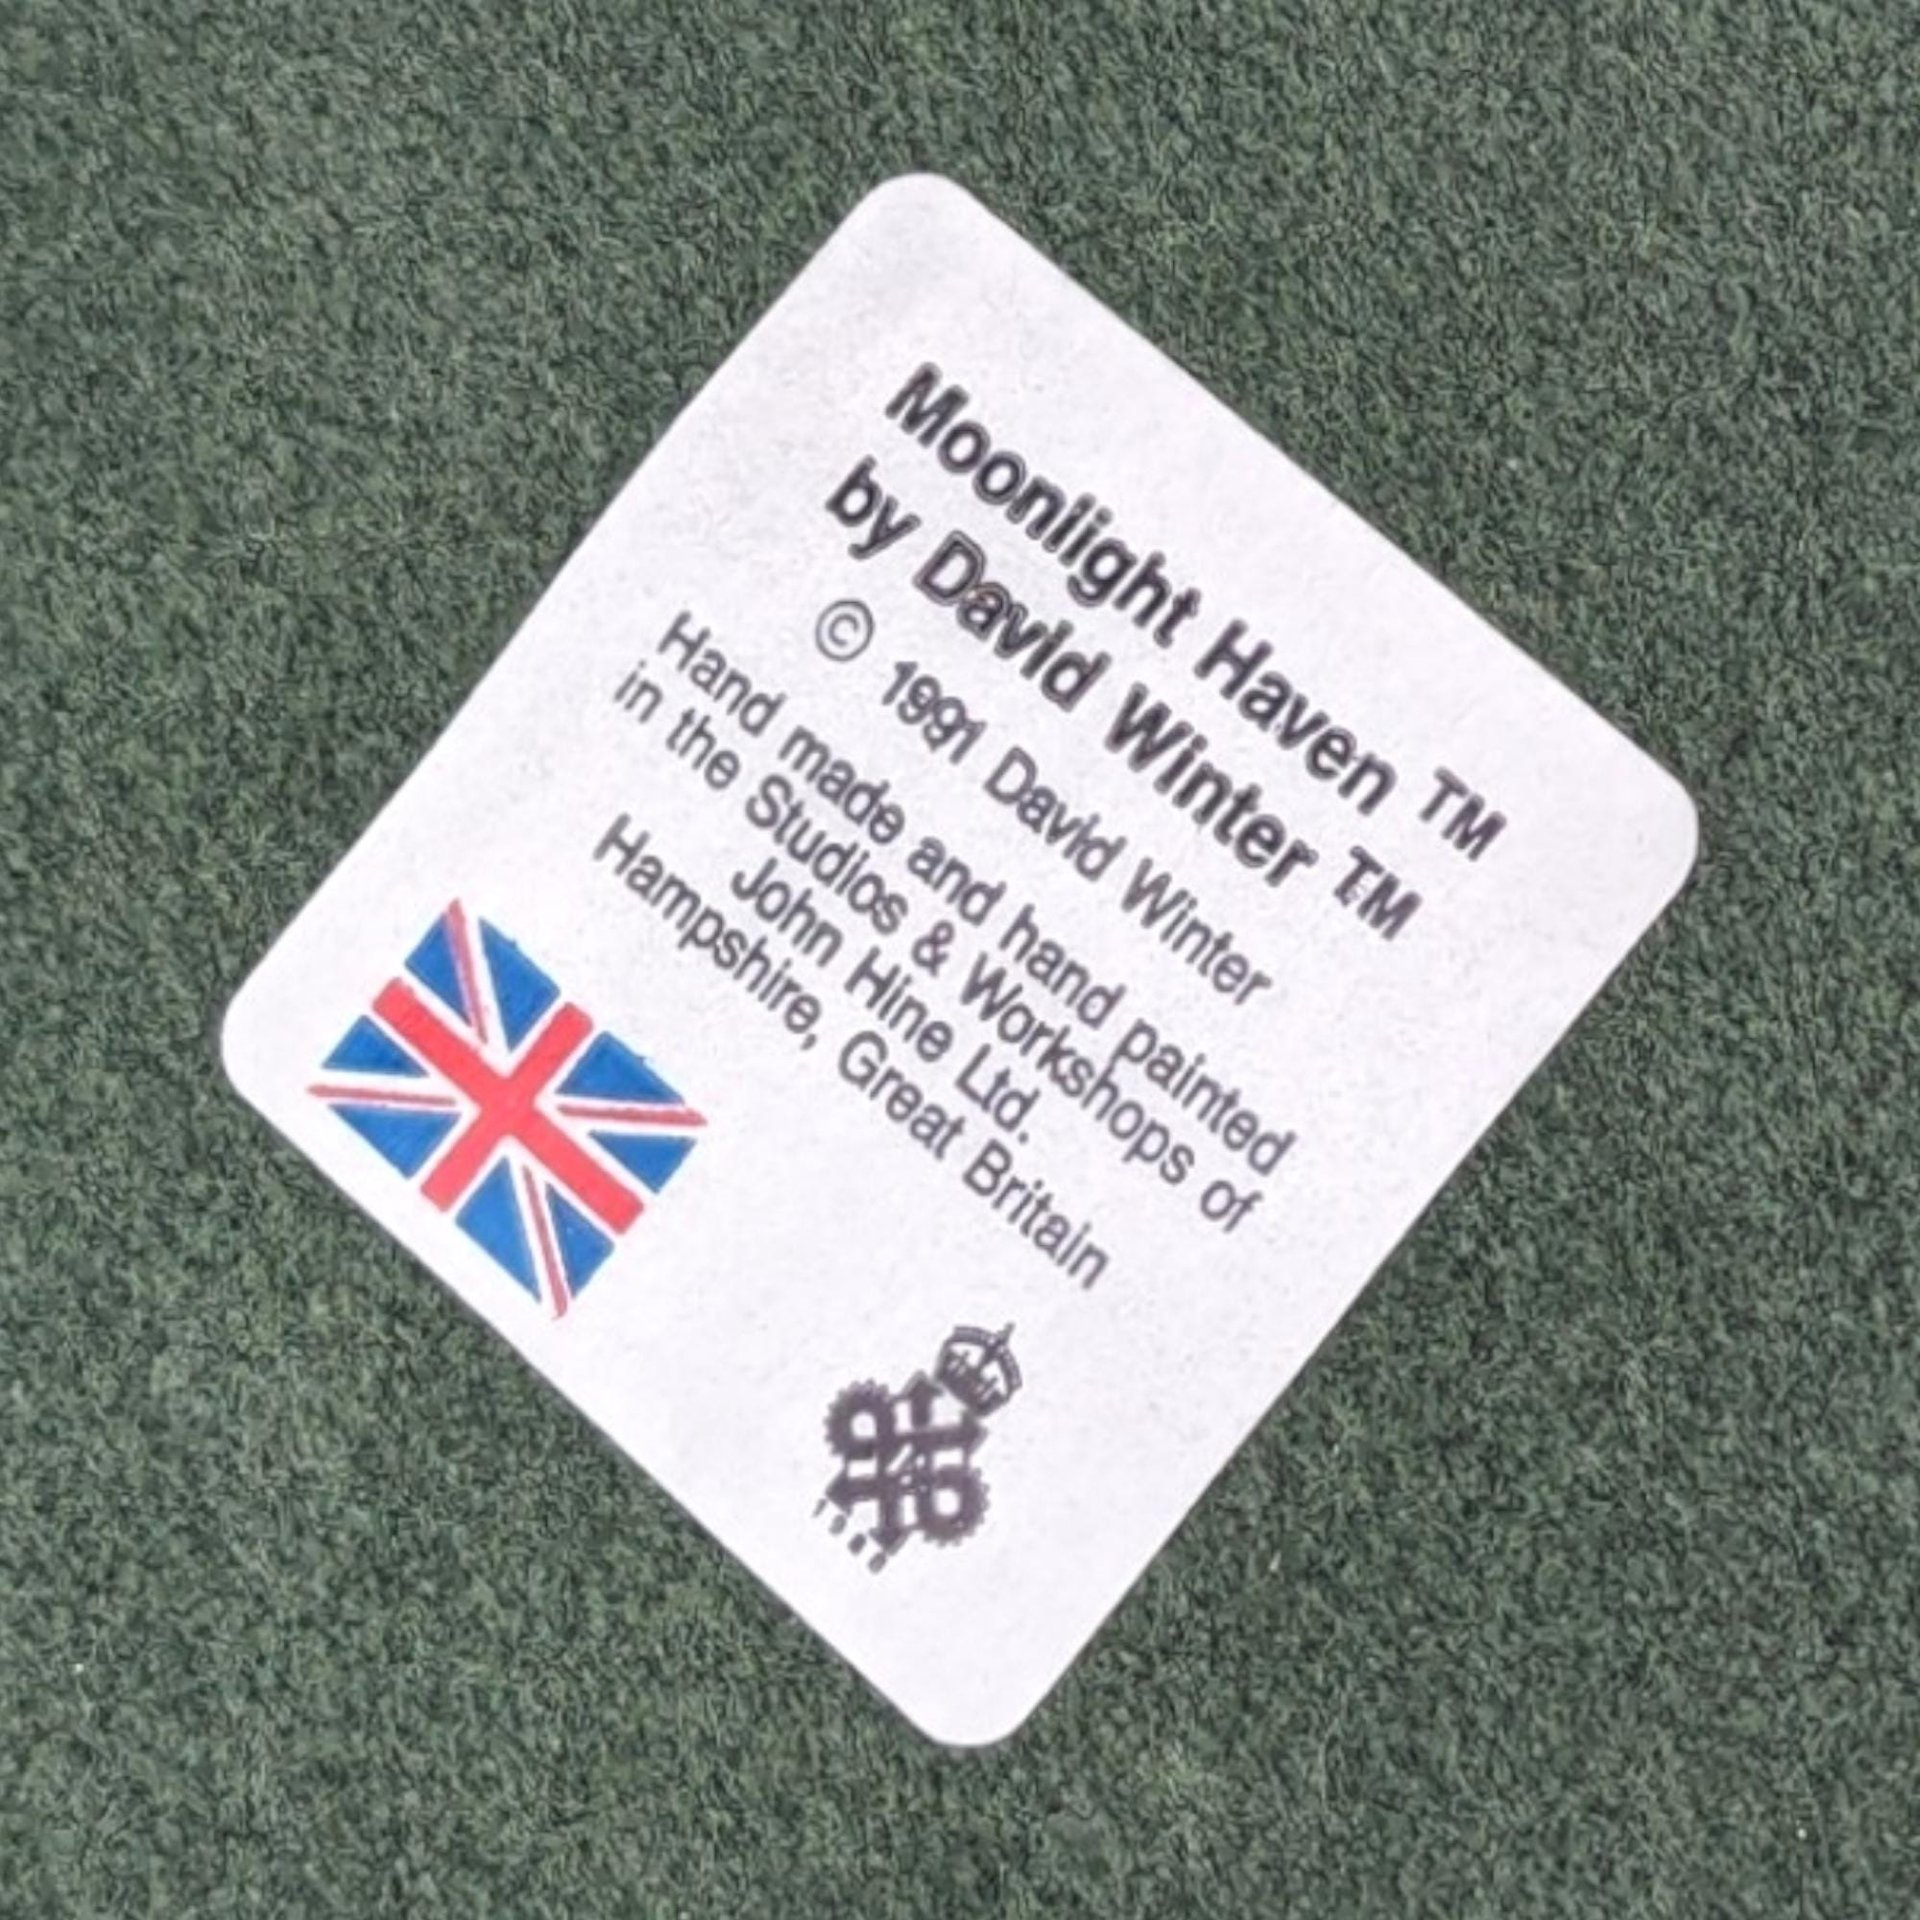 Moonlight Haven ™
by David Winter ™
© 1991 David Winter
Hand made and hand painted
in the Studios & Workshops of
John Hine Ltd.
Hampshire, Great Britain